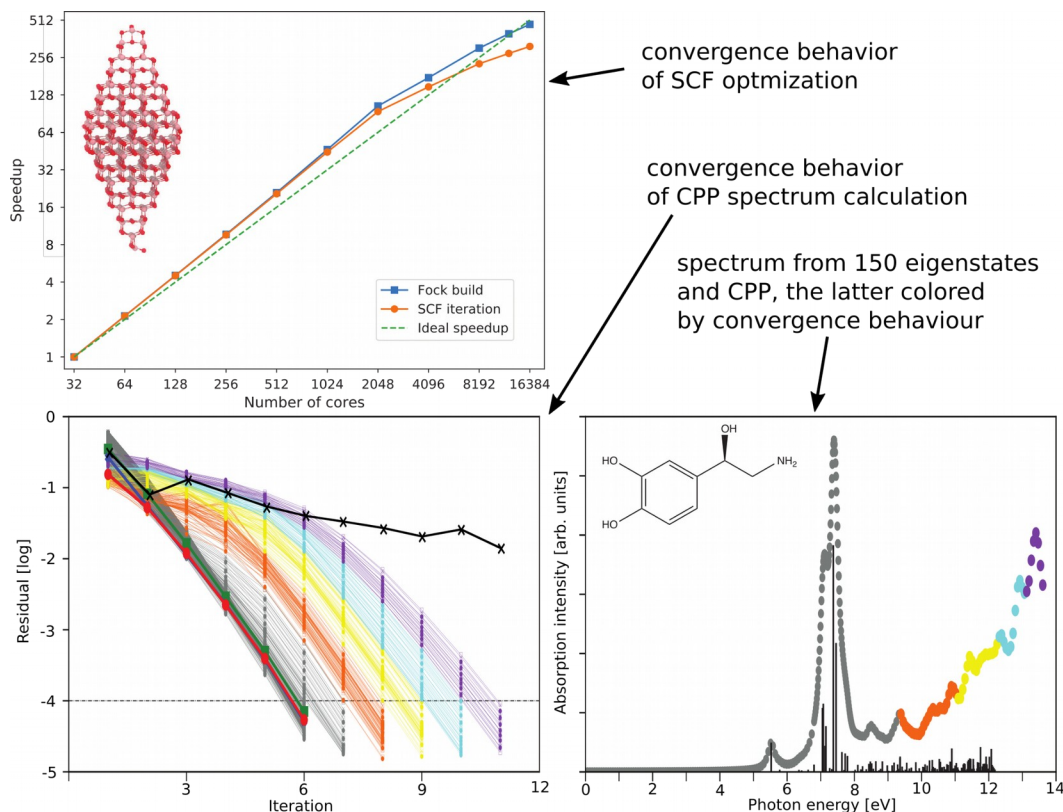 512
256
128
64
32
16
8
4
2
1
Speedup
Fock build
SCF iteration
Ideal speedup
32 64 128 256 512 1024 2048 4096 8192 16384
Number of cores
convergence behavior
of SCF optmization
convergence behavior
of CPP spectrum calculation
spectrum from 150 eigenstates
and CPP, the latter colored
by convergence behaviour
0
-1
-2
-3
-4
-5
Residual [log]
3 6 9 12
Iteration
Absorption intensity [arb. units]
OH
HO
NH2
HO
0 2 4 6 8 10 12 14
Photon energy [eV]